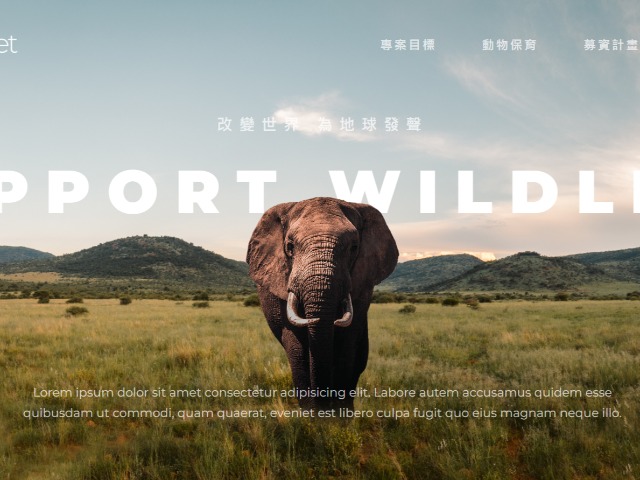 et
專案目標 動物保育 募資計畫
改變世界 為地球發聲
PPORT WILDL
Lorem ipsum dolor sit amet consectetur adipisicing elit. Labore autem accusamus quidem esse
quibusdam ut commodi, quam quaerat, eveniet est libero culpa fugit quo eius magnam neque illo.